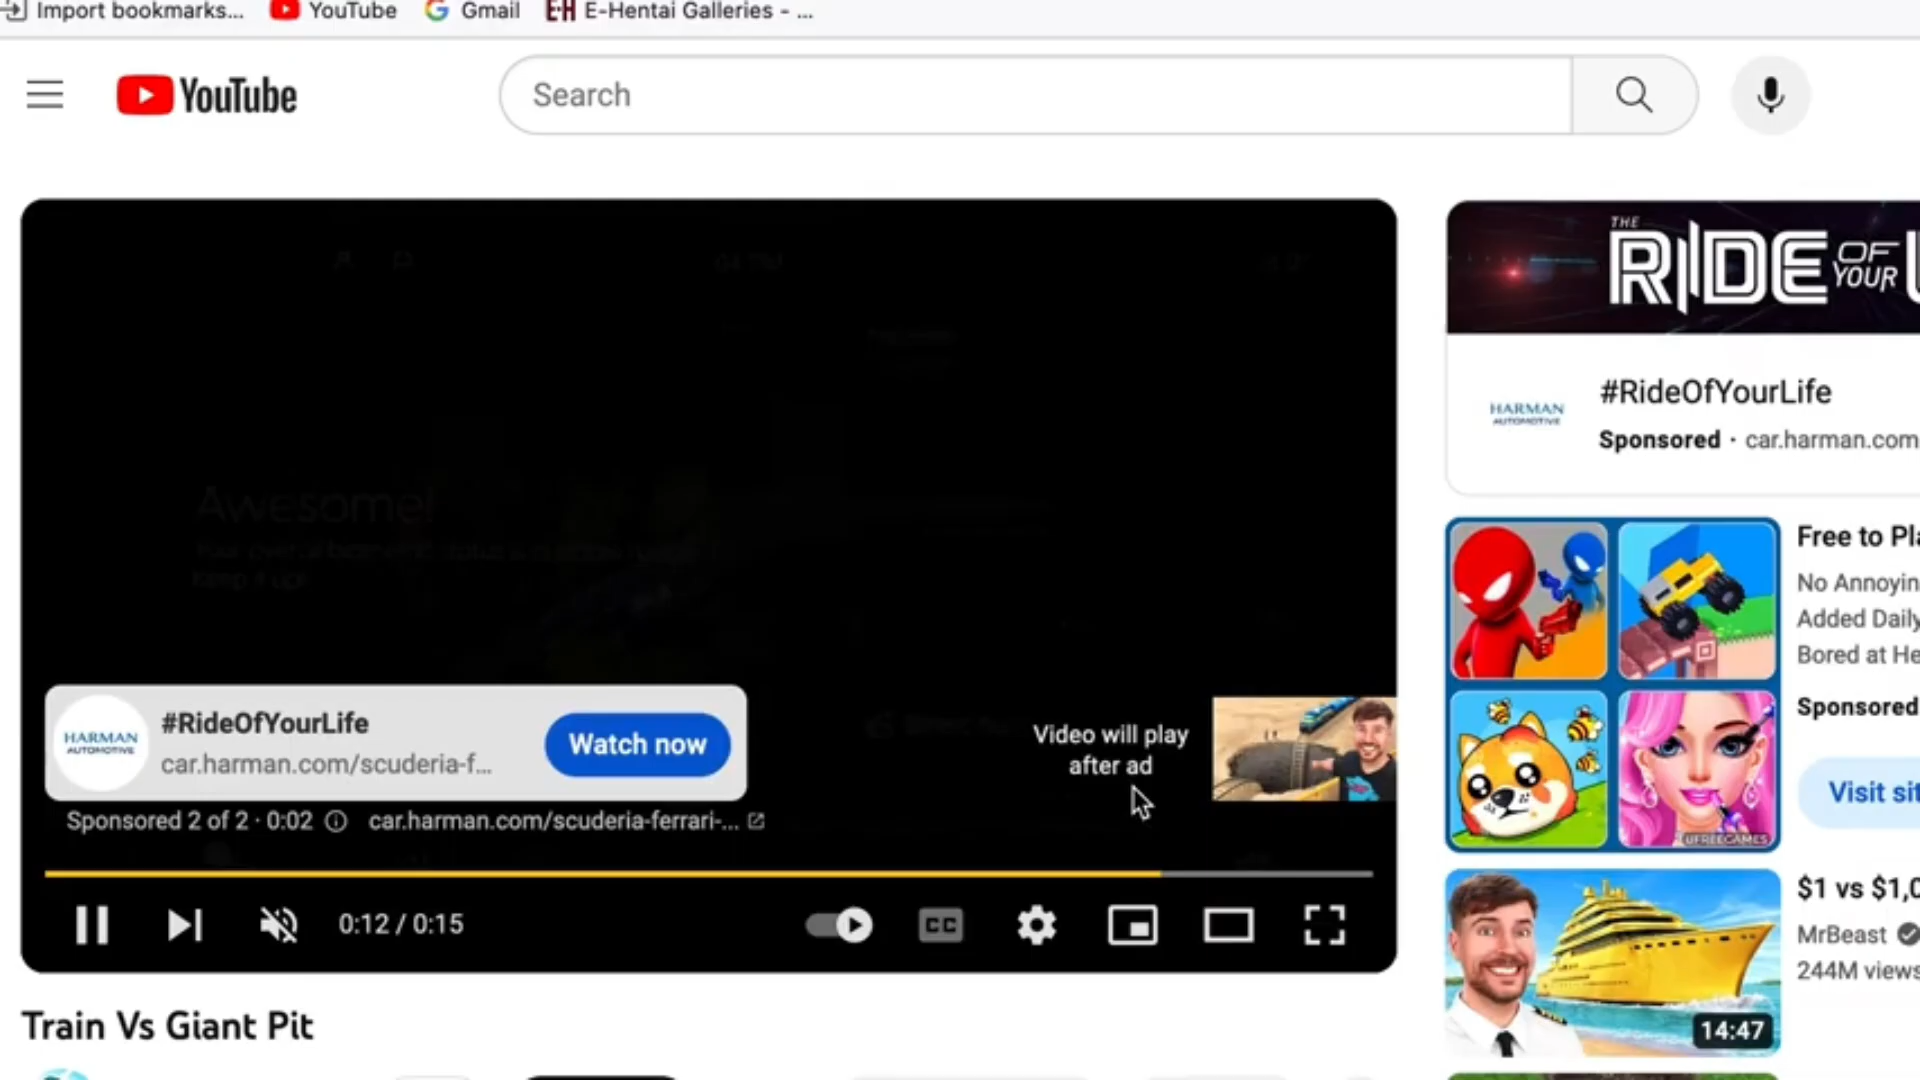 Import bookmarks...
YouTube
Gmail
E-Hentai Galleries - ...
YouTube
Search
THE
RIDE OF YOUR
#RideOfYourLife
HARMAN
AUTOMOTIVE
Sponsored · car.harman.com
Awesome!
Free to Pla
No Annoyin
Added Daily
Bored at He
Sponsored
UFREEGAMES
Visit sit
HARMAN
AUTOMOTIVE
#RideOfYourLife
car.harman.com/scuderia-f...
Watch now
Video will play
after ad
Sponsored 2 of 2 · 0:02
car.harman.com/scuderia-ferrari-...
0:12 / 0:15
CC
$1 vs $1,0
MrBeast
244M views
14:47
Train Vs Giant Pit